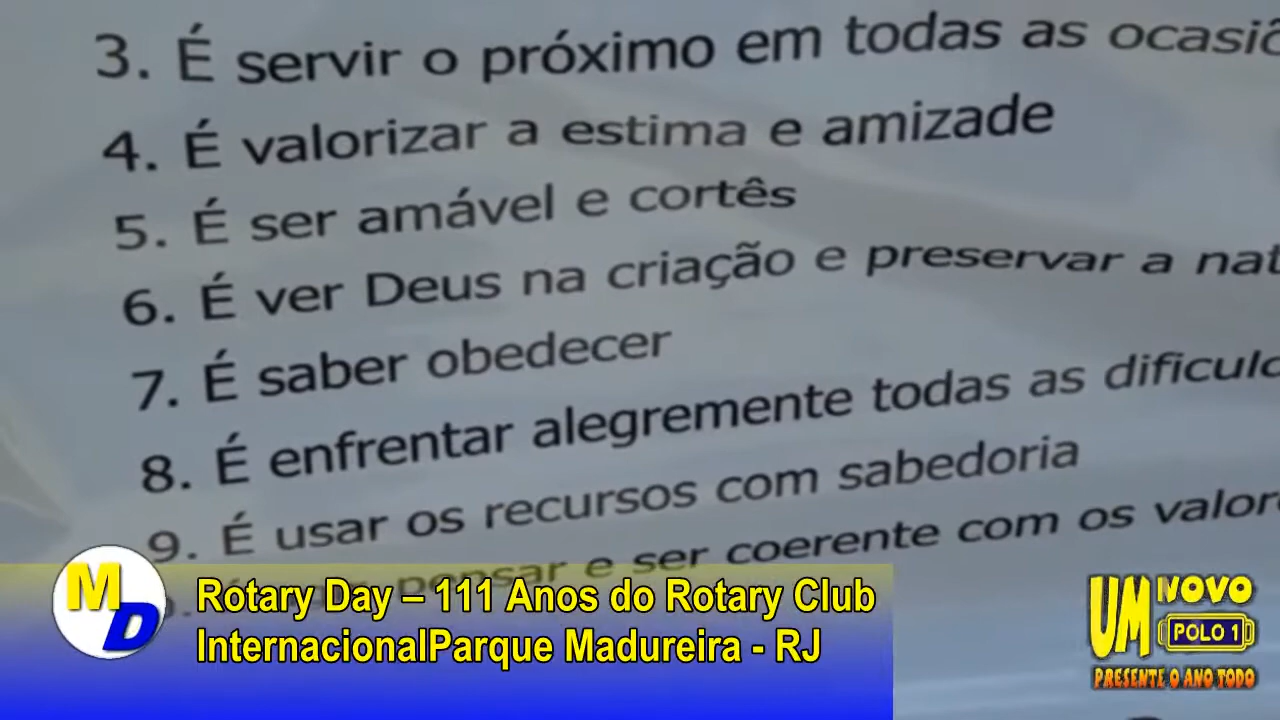 3. É servir o próximo em todas as
4. É valorizar a estima e amizade
5. É ser amável e cortês
6. É ver Deus na criação e preservar a
7. É saber obedecer
8. É enfrentar alegremente todas as
9. É usar os recursos com sabedoria
pensar e ser coerente com os
MD
Rotary Day – 111 Anos do Rotary Club
InternacionalParque Madureira - RJ
UM NOVO
POLO 1
PRESENTE O ANO TODO